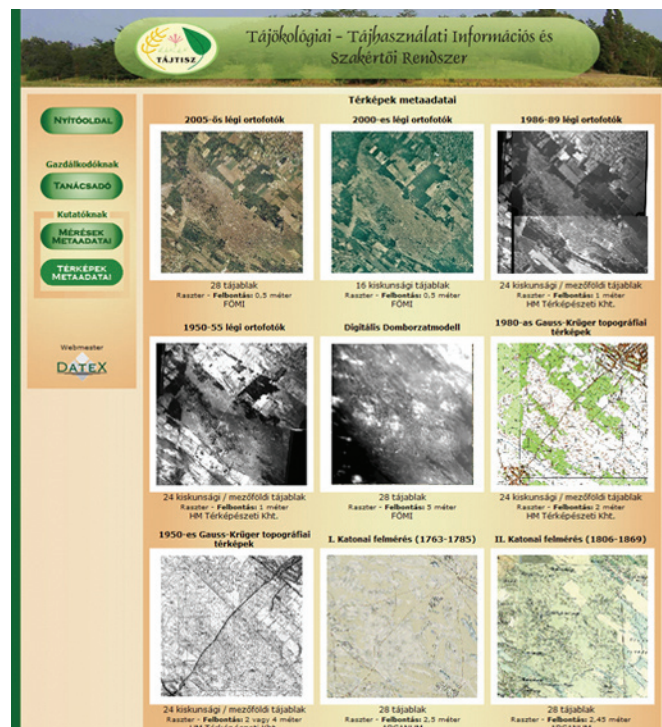 Tájökológiai - Tájhasználati Információs és
Szakértői Rendszer
TÁJTISZ
NYITÓOLDAL
Gazdálkodóknak
TANÁCSADÓ
Kutatóknak
MÉRÉSEK
METAADATAI
TÉRKÉPEK
METAADATAI
Webmester
DATEX
Térképek metaadatai
2005-ös légi ortofotók
28 tájablak
Raszter - Felbontás: 0,5 méter
FÖMI
2000-es légi ortofotók
16 kiskunsági tájablak
Raszter - Felbontás: 0,5 méter
FÖMI
1986-89 légi ortofotók
24 kiskunsági / mezőföldi tájablak
Raszter - Felbontás: 1 méter
HM Térképészeti Kht.
1950-55 légi ortofotók
24 kiskunsági / mezőföldi tájablak
Raszter - Felbontás: 1 méter
HM Térképészeti Kht.
Digitális Domborzatmodell
28 tájablak
Raszter - Felbontás: 5 méter
FÖMI
1980-as Gauss-Krüger topográfiai
térképek
24 kiskunsági / mezőföldi tájablak
Raszter - Felbontás: 2 méter
HM Térképészeti Kht.
1950-es Gauss-Krüger topográfiai
térképek
24 kiskunsági / mezőföldi tájablak
Raszter - Felbontás: 2 vagy 4 méter
HM Térképészeti Kht.
I. Katonai felmérés (1763-1785)
28 tájablak
Raszter - Felbontás: 2,5 méter
ARCANUM
II. Katonai felmérés (1806-1869)
28 tájablak
Raszter - Felbontás: 2,45 méter
ARCANUM